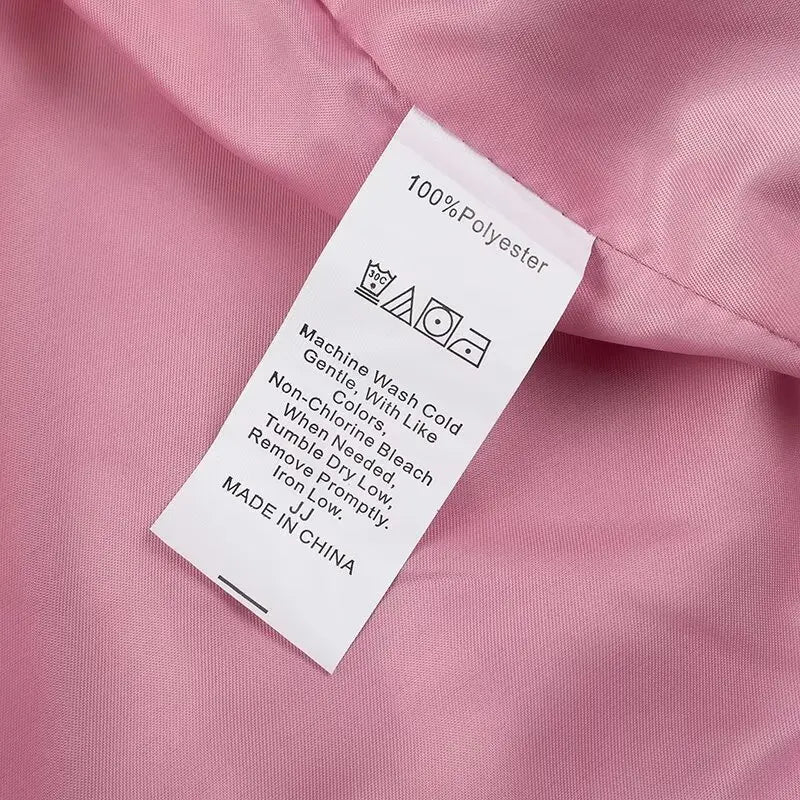 100%Polyester
30C
Machine Wash Cold
Gentle, With Like
Colors,
Non-Chlorine Bleach
When Needed,
Tumble Dry Low,
Remove Promptly.
Iron Low.
JJ
MADE IN CHINA